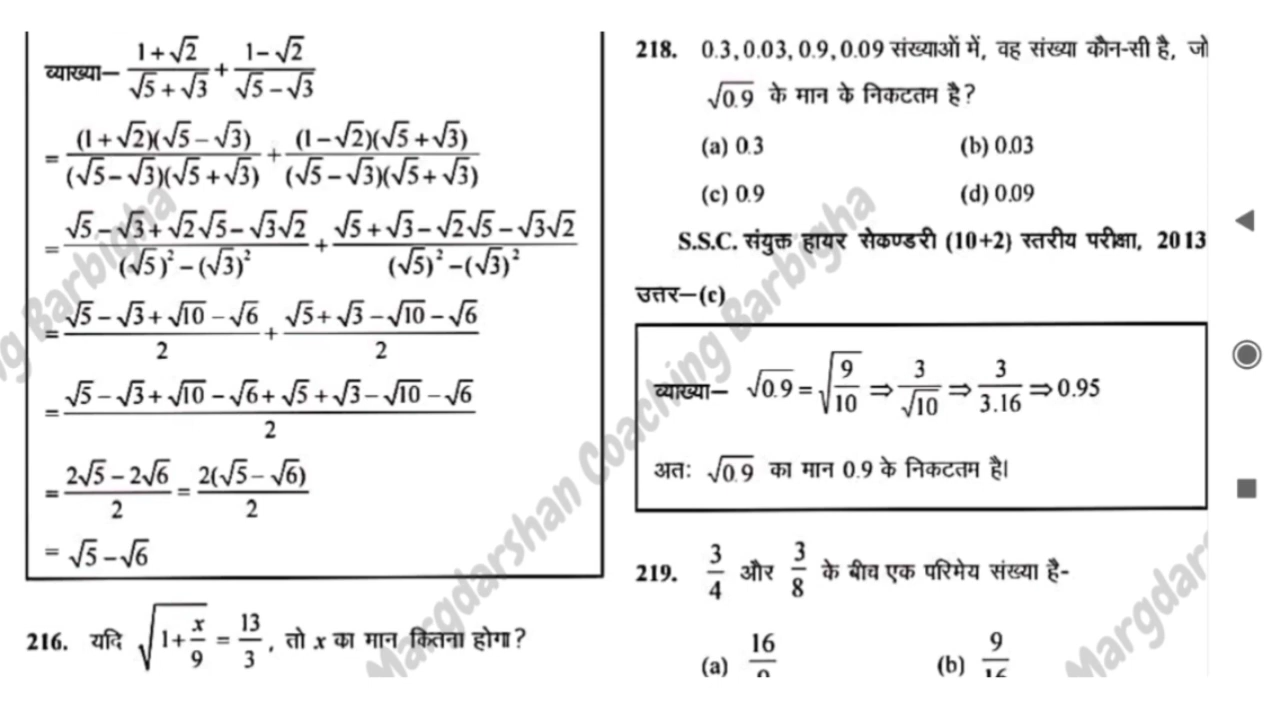 व्याख्या– (1+√2)/(√5+√3) + (1−√2)/(√5−√3)
= ((1+√2)(√5−√3))/((√5−√3)(√5+√3)) + ((1−√2)(√5+√3))/((√5−√3)(√5+√3))
= (√5−√3+√2√5−√3√2)/((√5)²−(√3)²) + (√5+√3−√2√5−√3√2)/((√5)²−(√3)²)
= (√5−√3+√10−√6)/2 + (√5+√3−√10−√6)/2
= (√5−√3+√10−√6+√5+√3−√10−√6)/2
= (2√5−2√6)/2 = 2(√5−√6)/2
= √5−√6
216. यदि √(1+x/9) = 13/3, तो x का मान कितना होगा?
218. 0.3, 0.03, 0.9, 0.09 संख्याओं में, वह संख्या कौन-सी है, जो
√0.9 के मान के निकटतम है?
(a) 0.3 (b) 0.03
(c) 0.9 (d) 0.09
S.S.C. संयुक्त हायर सेकण्डरी (10+2) स्तरीय परीक्षा, 2013
उत्तर–(c)
व्याख्या– √0.9 = √(9/10) ⇒ 3/√10 ⇒ 3/3.16 ⇒ 0.95
अतः √0.9 का मान 0.9 के निकटतम है।
219. 3/4 और 3/8 के बीच एक परिमेय संख्या है-
(a) 16/9 (b) 9/16
Margdarshan Coaching Barbigha